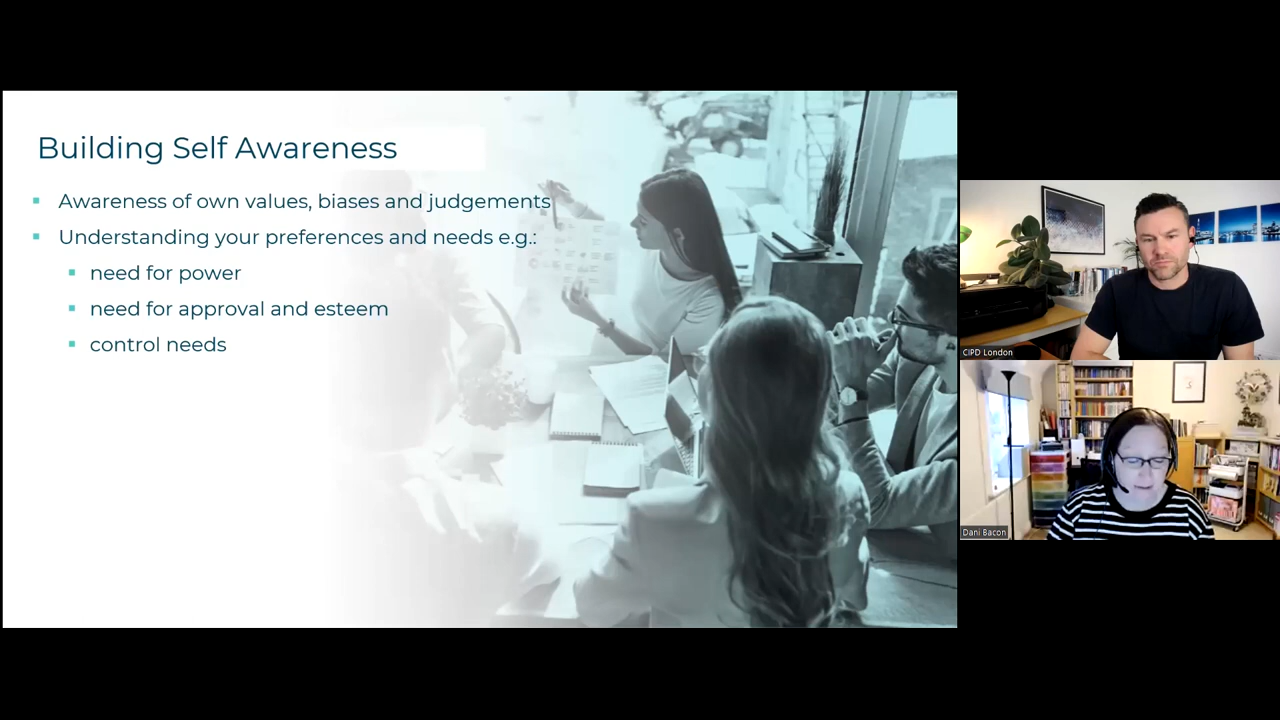 Building Self Awareness
▪ Awareness of own values, biases and judgements
▪ Understanding your preferences and needs e.g.:
▪ need for power
▪ need for approval and esteem
▪ control needs
CIPD London
Dani Bacon